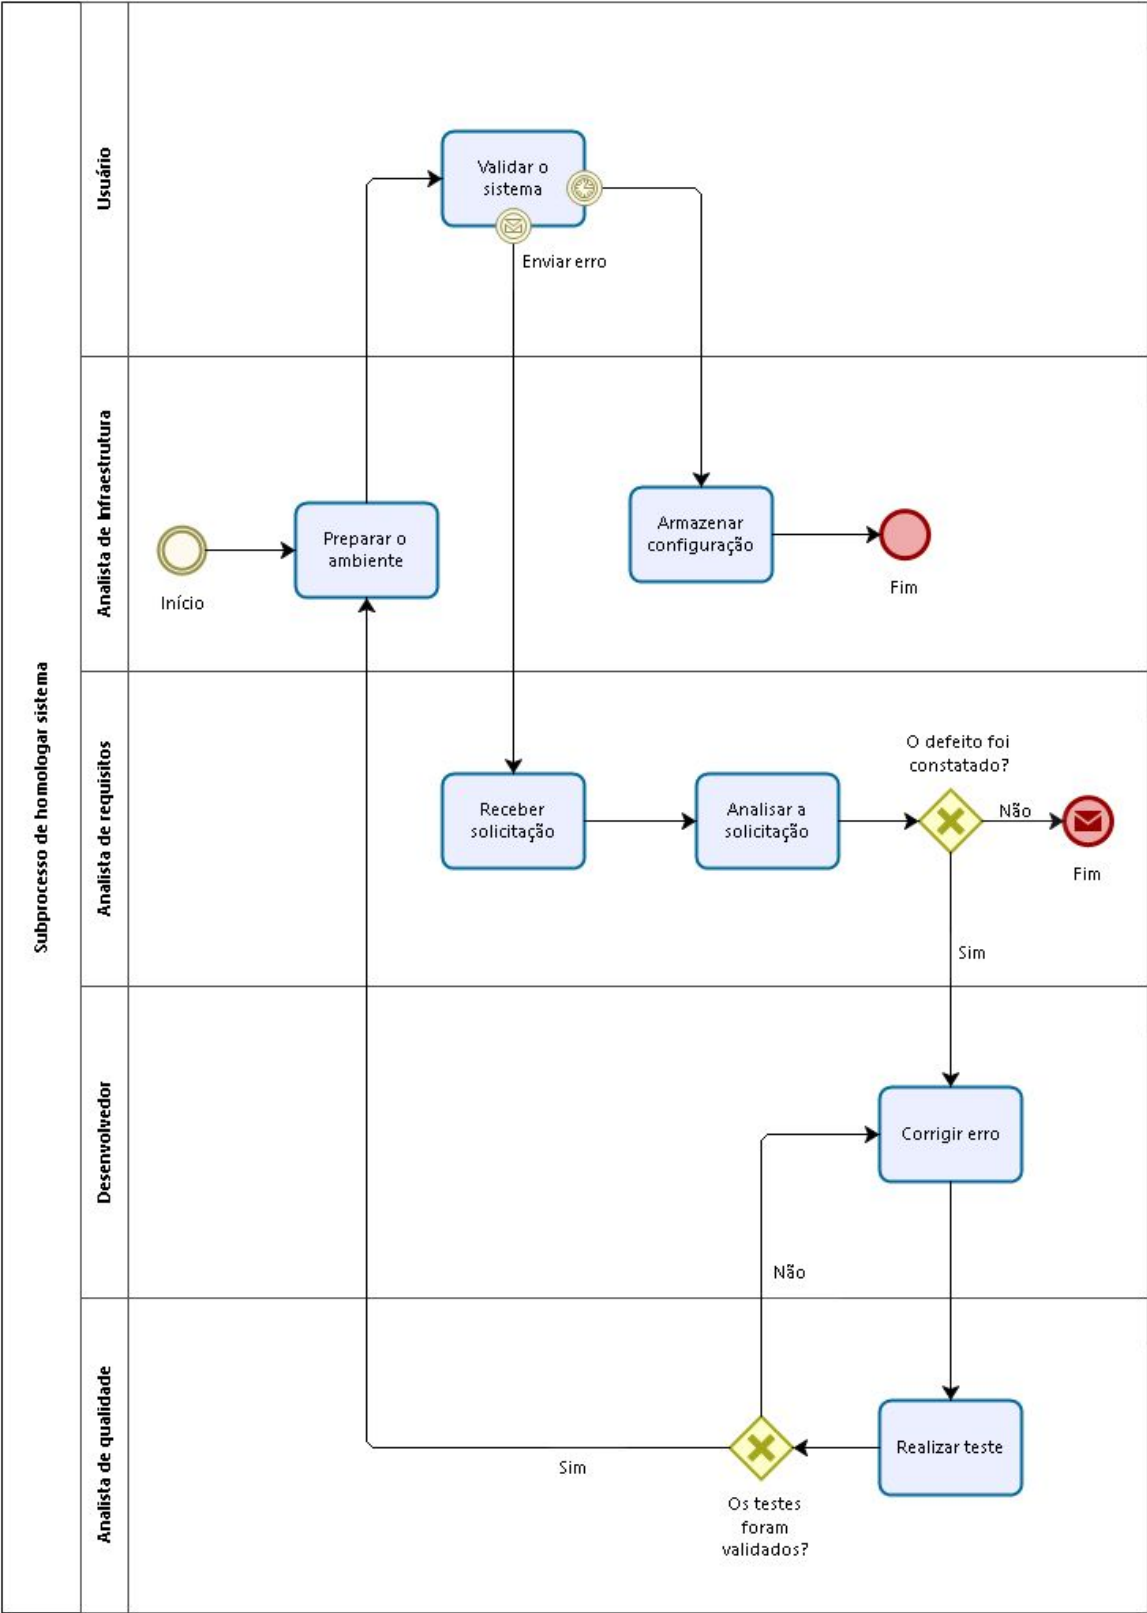 Subprocesso de homologar sistema
Usuário
Validar o
sistema
Enviar erro
Analista de Infraestrutura
Início
Preparar o
ambiente
Armazenar
configuração
Fim
Analista de requisitos
Receber
solicitação
Analisar a
solicitação
O defeito foi
constatado?
Não
Fim
Sim
Desenvolvedor
Corrigir erro
Não
Analista de qualidade
Realizar teste
Sim
Os testes
foram
validados?